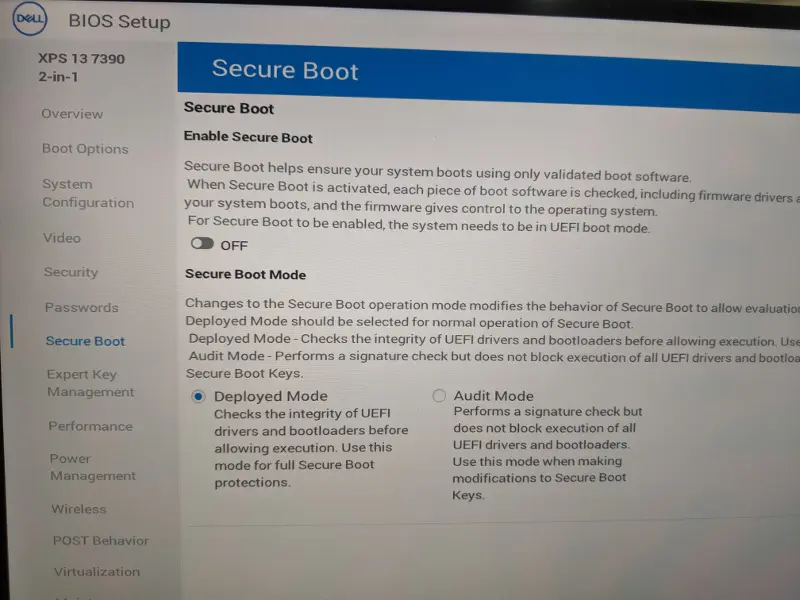 DELL
BIOS Setup
XPS 13 7390
2-in-1
Overview
Boot Options
System
Configuration
Video
Security
Passwords
Secure Boot
Expert Key
Management
Performance
Power
Management
Wireless
POST Behavior
Virtualization
Secure Boot
Secure Boot
Enable Secure Boot
Secure Boot helps ensure your system boots using only validated boot software.
When Secure Boot is activated, each piece of boot software is checked, including firmware drivers
your system boots, and the firmware gives control to the operating system.
For Secure Boot to be enabled, the system needs to be in UEFI boot mode.
OFF
Secure Boot Mode
Changes to the Secure Boot operation mode modifies the behavior of Secure Boot to allow
Deployed Mode should be selected for normal operation of Secure Boot.
Deployed Mode - Checks the integrity of UEFI drivers and bootloaders before allowing execution. Use
Audit Mode - Performs a signature check but does not block execution of all UEFI drivers and
Secure Boot Keys.
Deployed Mode
Checks the integrity of UEFI
drivers and bootloaders before
allowing execution. Use this
mode for full Secure Boot
protections.
Audit Mode
Performs a signature check but
does not block execution of all
UEFI drivers and bootloaders.
Use this mode when making
modifications to Secure Boot
Keys.